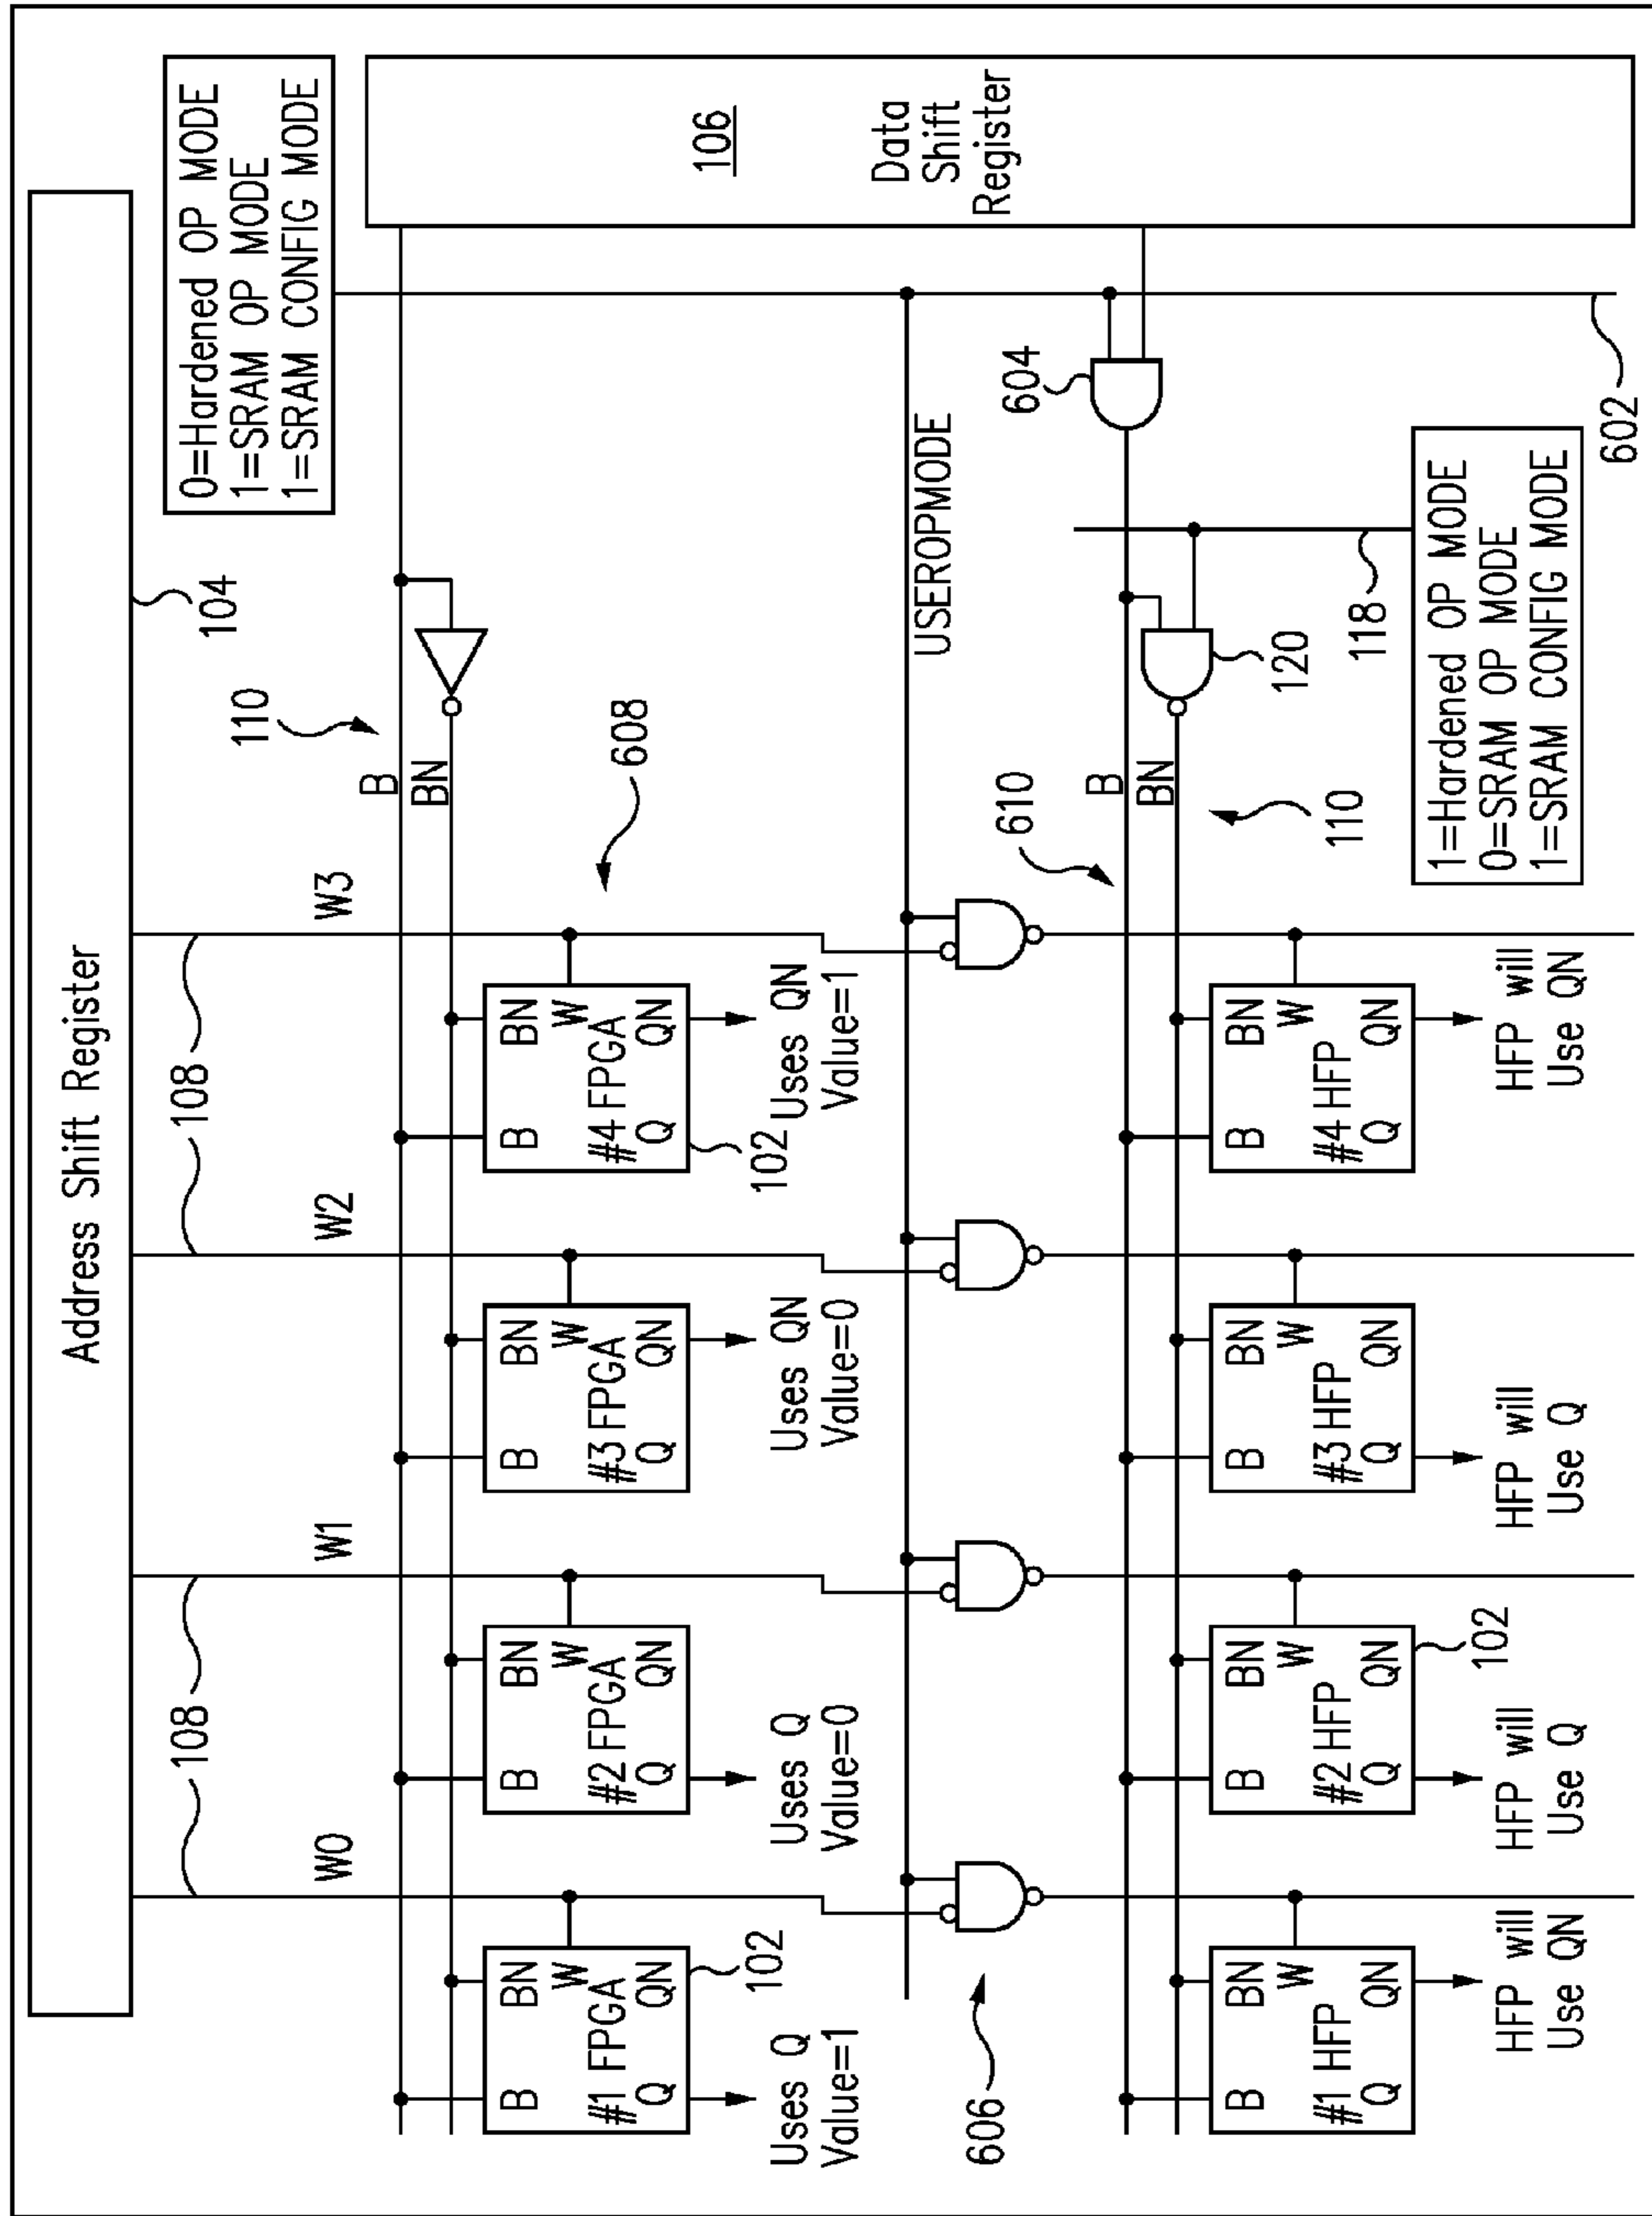 Address Shift Register
104
0=Hardened OP MODE
1=SRAM OP MODE
1=SRAM CONFIG MODE
108
108
W0
W1
W2
W3
110
B
BN
106
Data
Shift
Register
B
BN
W
#1 FPGA
Q
QN
102
Uses Q
Value=1
B
BN
W
#2 FPGA
Q
QN
Uses Q
Value=0
B
BN
W
#3 FPGA
Q
QN
Uses QN
Value=0
B
BN
W
#4 FPGA
Q
QN
102
Uses QN
Value=1
608
USEROPMODE
606
604
610
B
BN
110
120
118
1=Hardened OP MODE
0=SRAM OP MODE
1=SRAM CONFIG MODE
602
B
BN
W
#1 HFP
Q
QN
HFP will
Use QN
B
BN
W
#2 HFP
Q
QN
102
HFP will
Use Q
B
BN
W
#3 HFP
Q
QN
HFP will
Use Q
B
BN
W
#4 HFP
Q
QN
HFP will
Use QN